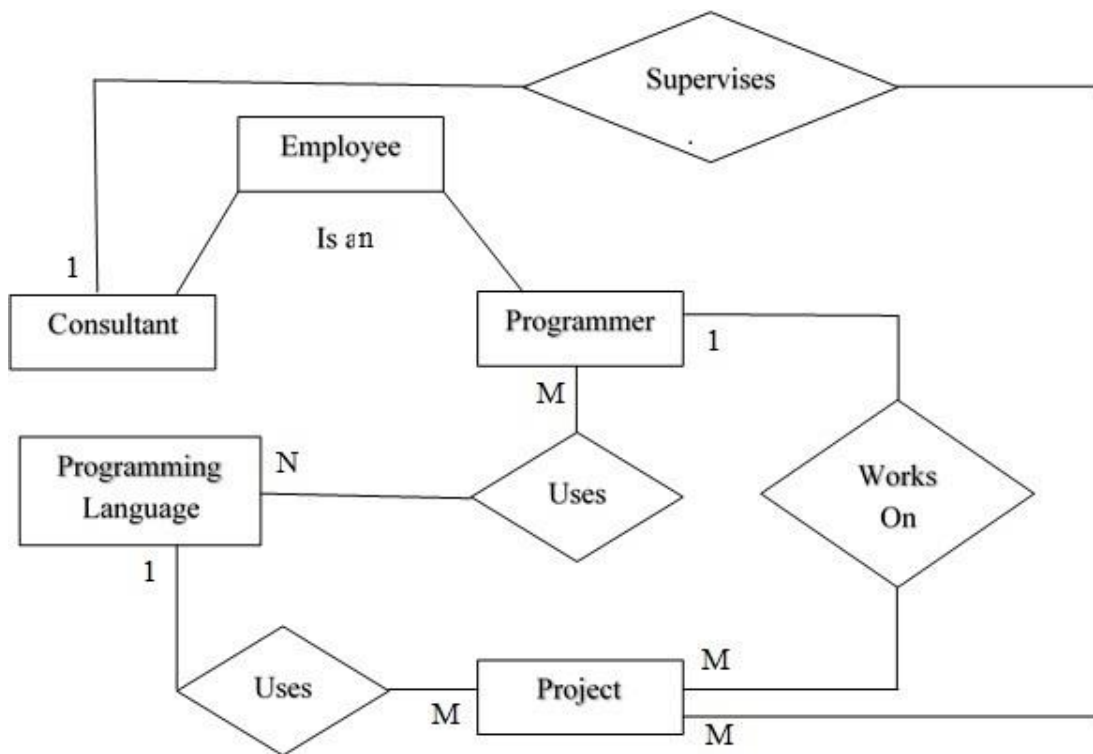 Supervises
.
Employee
Is an
1
Consultant
Programmer
1
M
Programming
Language
N
Uses
Works
On
1
Uses
M
Project
M
M